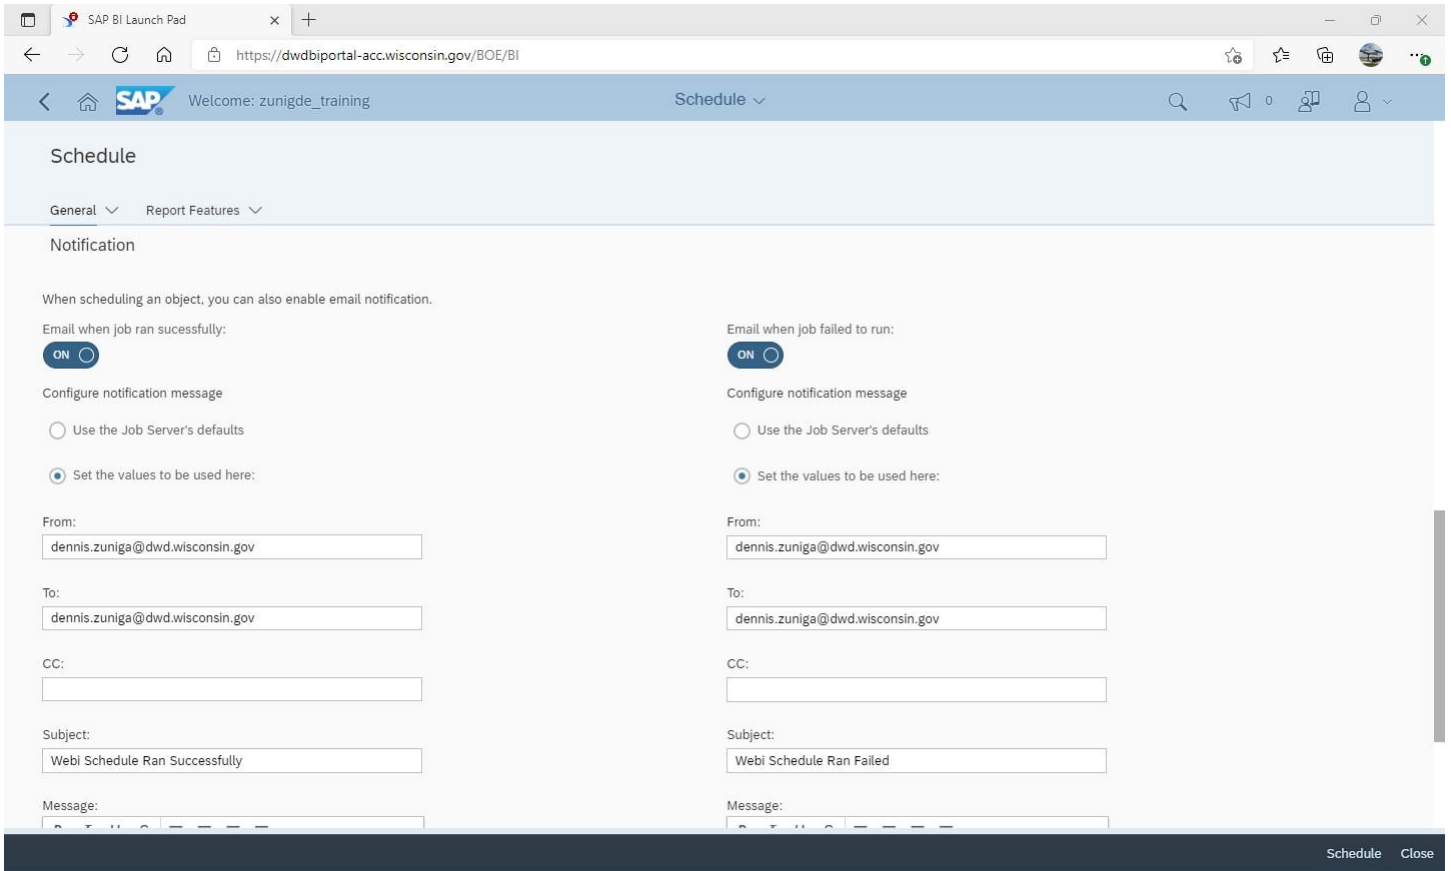 SAP BI Launch Pad
https://dwdbiportal-acc.wisconsin.gov/BOE/BI
SAP Welcome: zunigde_training Schedule 0
Schedule
General Report Features
Notification
When scheduling an object, you can also enable email notification.
Email when job ran sucessfully: Email when job failed to run:
ON ON
Configure notification message Configure notification message
Use the Job Server's defaults Use the Job Server's defaults
Set the values to be used here: Set the values to be used here:
From: From:
dennis.zuniga@dwd.wisconsin.gov dennis.zuniga@dwd.wisconsin.gov
To: To:
dennis.zuniga@dwd.wisconsin.gov dennis.zuniga@dwd.wisconsin.gov
CC: CC:
Subject: Subject:
Webi Schedule Ran Successfully Webi Schedule Ran Failed
Message: Message:
Schedule Close